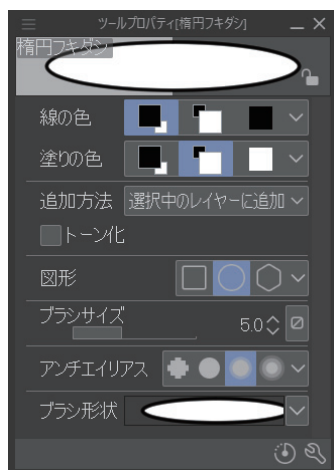 ツールプロパティ[楕円フキダシ]
楕円フキダシ
線の色
塗りの色
追加方法 選択中のレイヤーに追加
トーン化
図形
ブラシサイズ 5.0
アンチエイリアス
ブラシ形状